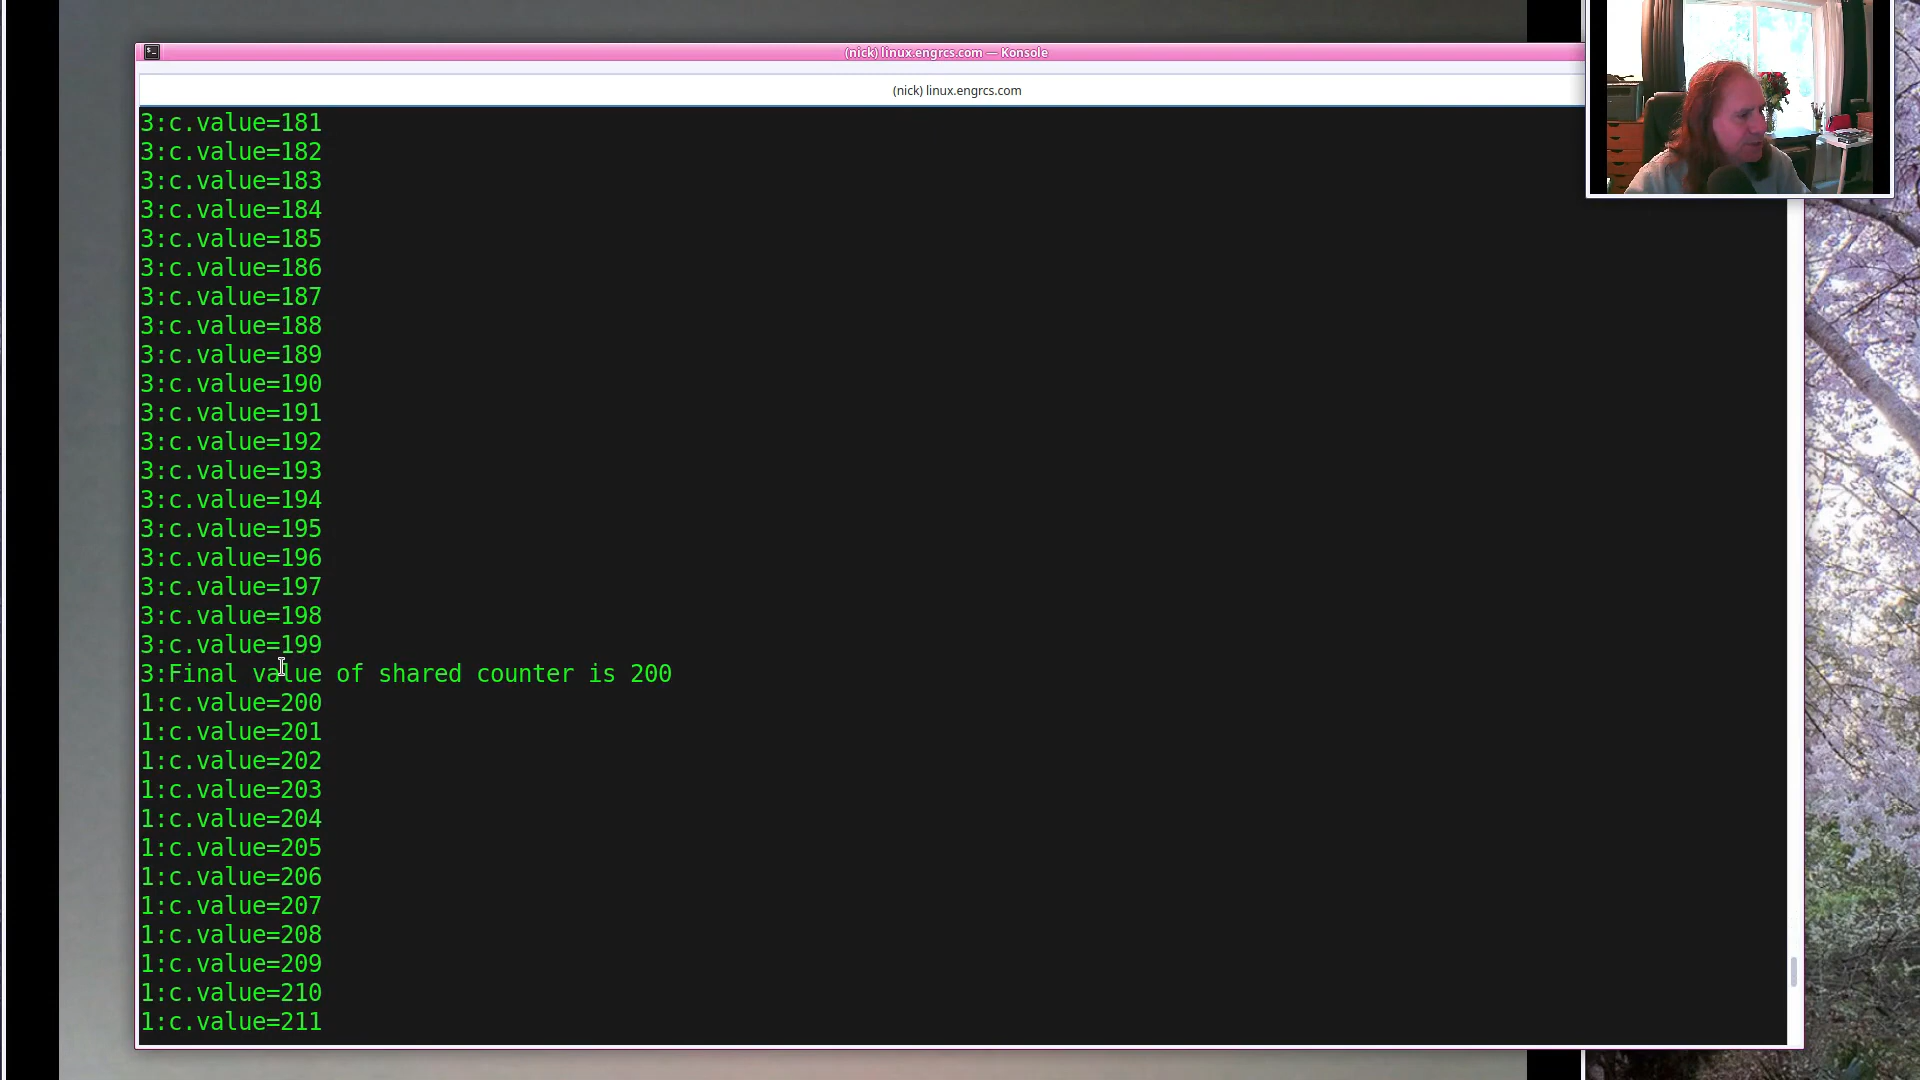 (nick) linux.engrcs.com — Konsole
(nick) linux.engrcs.com
3:c.value=181
3:c.value=182
3:c.value=183
3:c.value=184
3:c.value=185
3:c.value=186
3:c.value=187
3:c.value=188
3:c.value=189
3:c.value=190
3:c.value=191
3:c.value=192
3:c.value=193
3:c.value=194
3:c.value=195
3:c.value=196
3:c.value=197
3:c.value=198
3:c.value=199
3:Final value of shared counter is 200
1:c.value=200
1:c.value=201
1:c.value=202
1:c.value=203
1:c.value=204
1:c.value=205
1:c.value=206
1:c.value=207
1:c.value=208
1:c.value=209
1:c.value=210
1:c.value=211